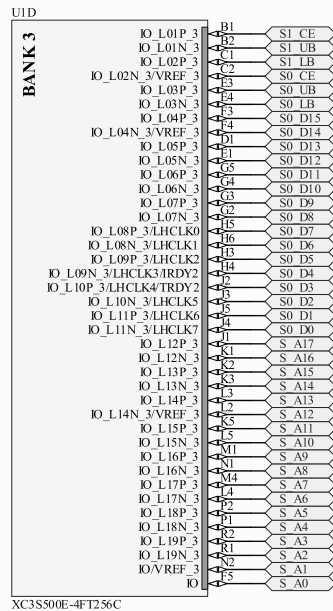 U1D
BANK 3
IO_L01P_3 B1 S1_CE
IO_L01N_3 B2 S1_UB
IO_L02P_3 C1 S1_LB
IO_L02N_3/VREF_3 C2 S0_CE
IO_L03P_3 E3 S0_UB
IO_L03N_3 E4 S0_LB
IO_L04P_3 F3 S0_D15
IO_L04N_3/VREF_3 F4 S0_D14
IO_L05P_3 D1 S0_D13
IO_L05N_3 E1 S0_D12
IO_L06P_3 G5 S0_D11
IO_L06N_3 G4 S0_D10
IO_L07P_3 G3 S0_D9
IO_L07N_3 G2 S0_D8
IO_L08P_3/LHCLK0 H5 S0_D7
IO_L08N_3/LHCLK1 H6 S0_D6
IO_L09P_3/LHCLK2 H3 S0_D5
IO_L09N_3/LHCLK3/IRDY2 H4 S0_D4
IO_L10P_3/LHCLK4/TRDY2 J2 S0_D3
IO_L10N_3/LHCLK5 J3 S0_D2
IO_L11P_3/LHCLK6 J5 S0_D1
IO_L11N_3/LHCLK7 J4 S0_D0
IO_L12P_3 J1 S_A17
IO_L12N_3 K1 S_A16
IO_L13P_3 K2 S_A15
IO_L13N_3 K3 S_A14
IO_L14P_3 L3 S_A13
IO_L14N_3/VREF_3 L2 S_A12
IO_L15P_3 K5 S_A11
IO_L15N_3 L5 S_A10
IO_L16P_3 M1 S_A9
IO_L16N_3 N1 S_A8
IO_L17P_3 M4 S_A7
IO_L17N_3 L4 S_A6
IO_L18P_3 P2 S_A5
IO_L18N_3 P1 S_A4
IO_L19P_3 R2 S_A3
IO_L19N_3 R1 S_A2
IO/VREF_3 N2 S_A1
IO F5 S_A0
XC3S500E-4FT256C